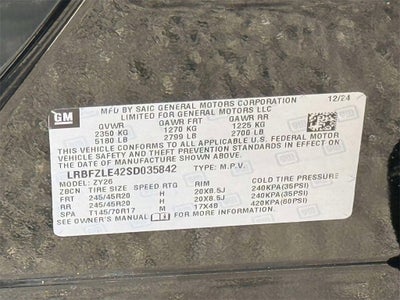 GM
MFD BY SAIC GENERAL MOTORS CORPORATION 12/24
LIMITED FOR GENERAL MOTORS LLC
GVWR GAWR FRT GAWR RR
2350 KG 1270 KG 1225 KG
5180 LB 2799 LB 2700 LB
THIS VEHICLE CONFORMS TO ALL APPLICABLE U.S. FEDERAL MOTOR
VEHICLE SAFETY AND THEFT PREVENTION STANDARDS IN EFFECT ON THE
DATE OF MANUFACTURE SHOWN ABOVE.
LRBFZLE42SD035842 TYPE: M.P.V.
MODEL: ZY26
Z0CN TIRE SIZE SPEED RTG RIM COLD TIRE PRESSURE
FRT 245/45R20 H 20X8.5J 240KPA(35PSI)
RR 245/45R20 H 20X8.5J 240KPA(35PSI)
SPA T145/70R17 M 17X4B 420KPA(60PSI)
SEE OWNER'S MANUAL